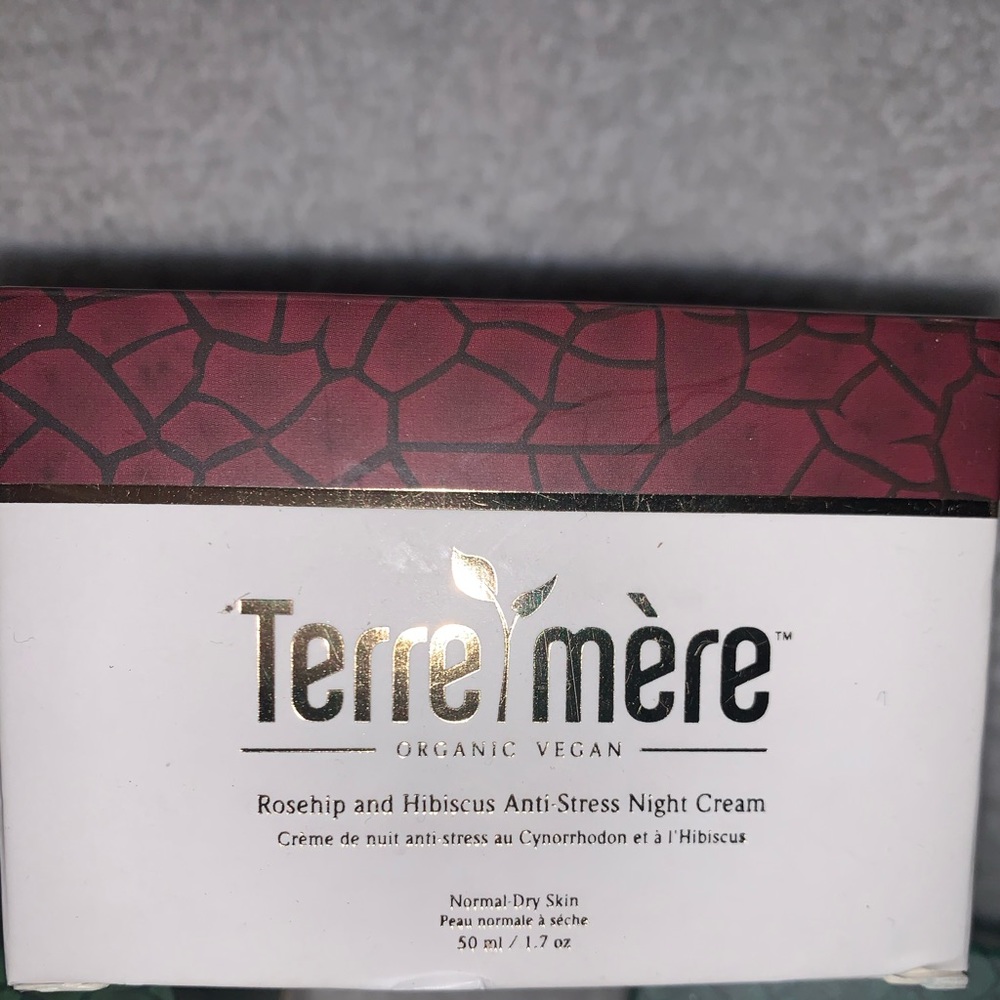 Terre mère™
ORGANIC VEGAN
Rosehip and Hibiscus Anti-Stress Night Cream
Crème de nuit anti-stress au Cynorrhodon et à l'Hibiscus
Normal-Dry Skin
Peau normale à séche
50 ml / 1.7 oz